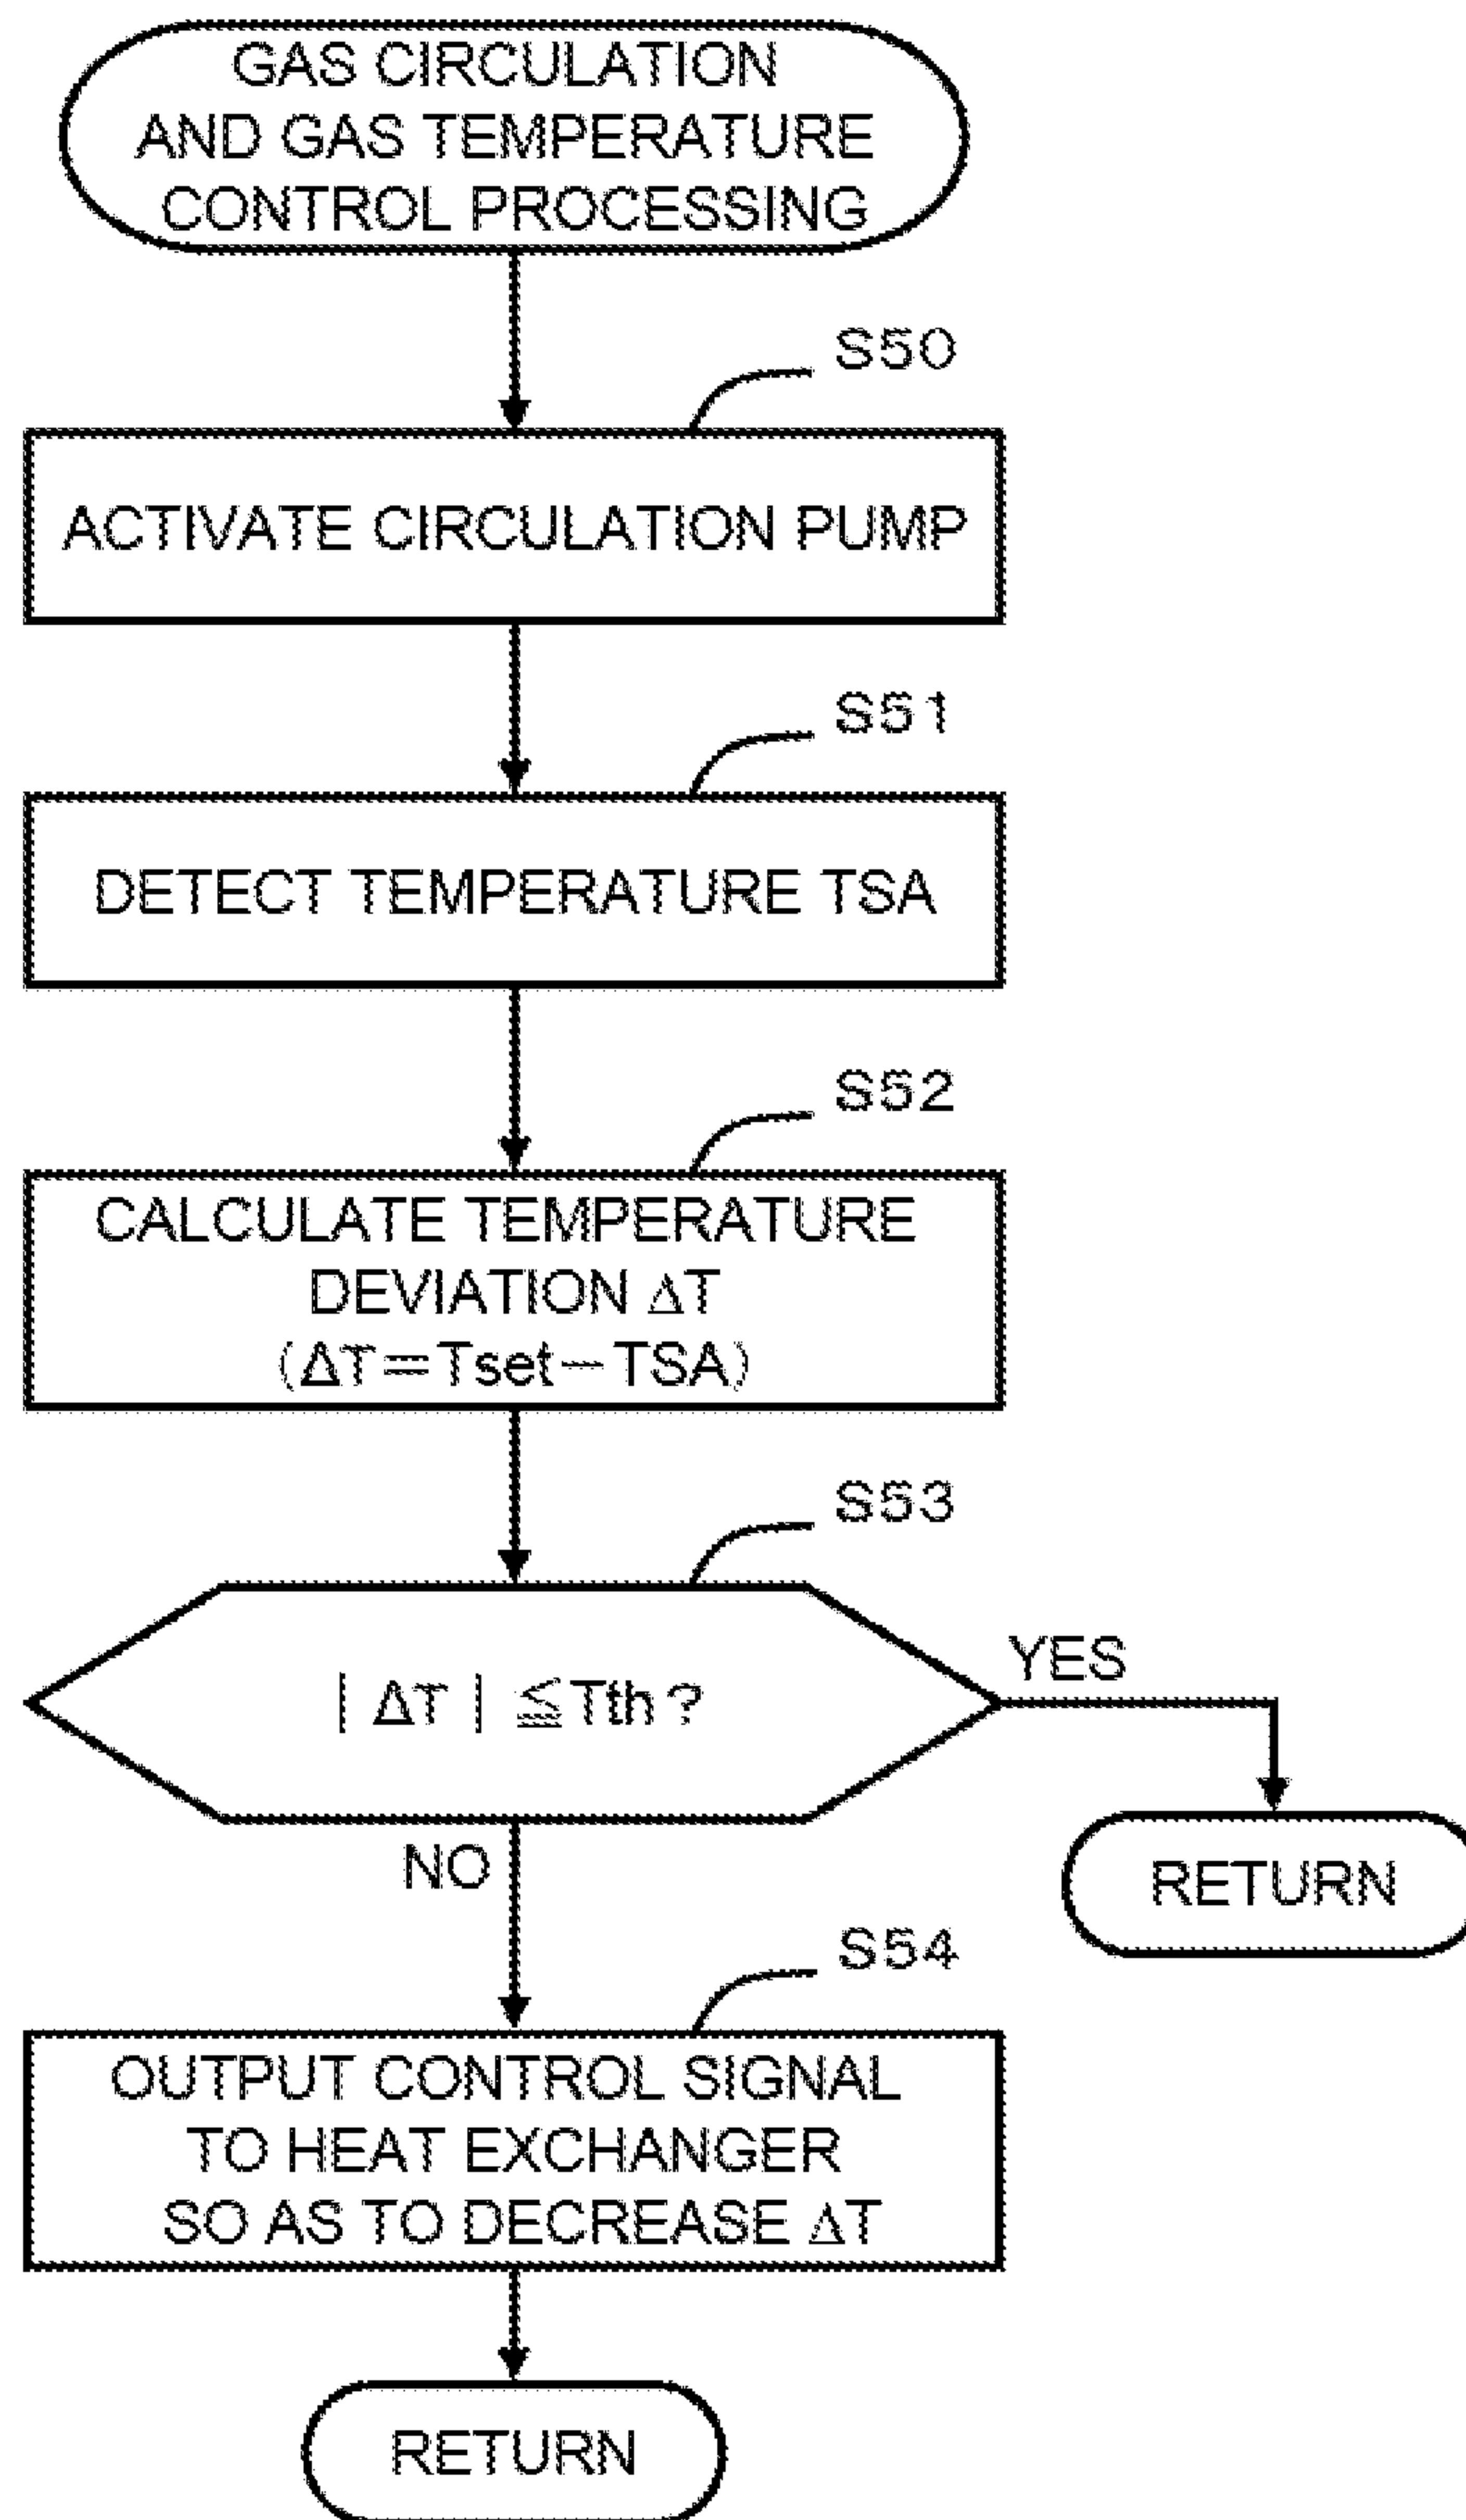 GAS CIRCULATION
AND GAS TEMPERATURE
CONTROL PROCESSING
S50
ACTIVATE CIRCULATION PUMP
S51
DETECT TEMPERATURE TSA
S52
CALCULATE TEMPERATURE
DEVIATION ΔT
(ΔT=Tset−TSA)
S53
| ΔT | ≦Tth?
YES
RETURN
NO
S54
OUTPUT CONTROL SIGNAL
TO HEAT EXCHANGER
SO AS TO DECREASE ΔT
RETURN